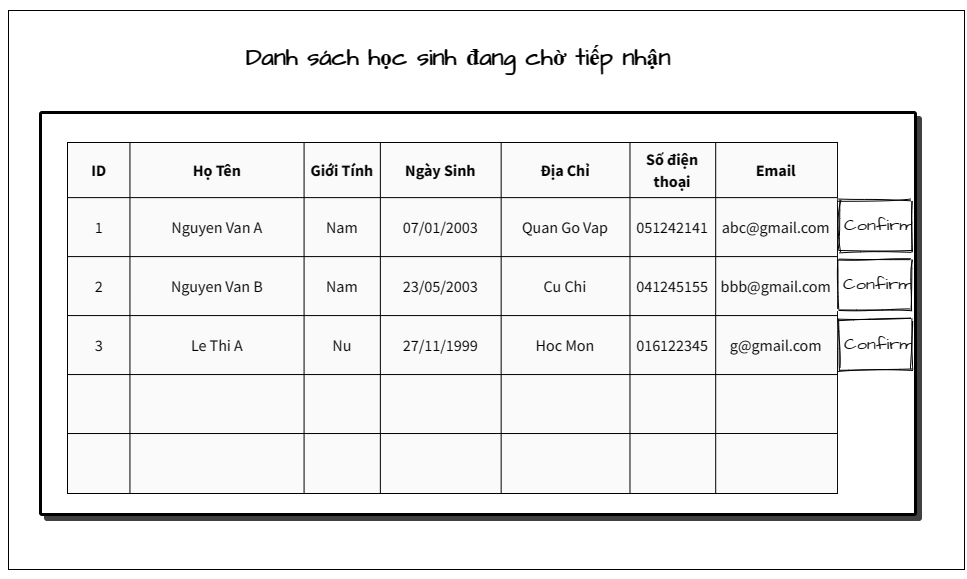 Danh sách học sinh đang chờ tiếp nhận
ID Họ Tên Giới Tính Ngày Sinh Địa Chỉ Số điện thoại Email
1 Nguyen Van A Nam 07/01/2003 Quan Go Vap 051242141 abc@gmail.com Confirm
2 Nguyen Van B Nam 23/05/2003 Cu Chi 041245155 bbb@gmail.com Confirm
3 Le Thi A Nu 27/11/1999 Hoc Mon 016122345 g@gmail.com Confirm